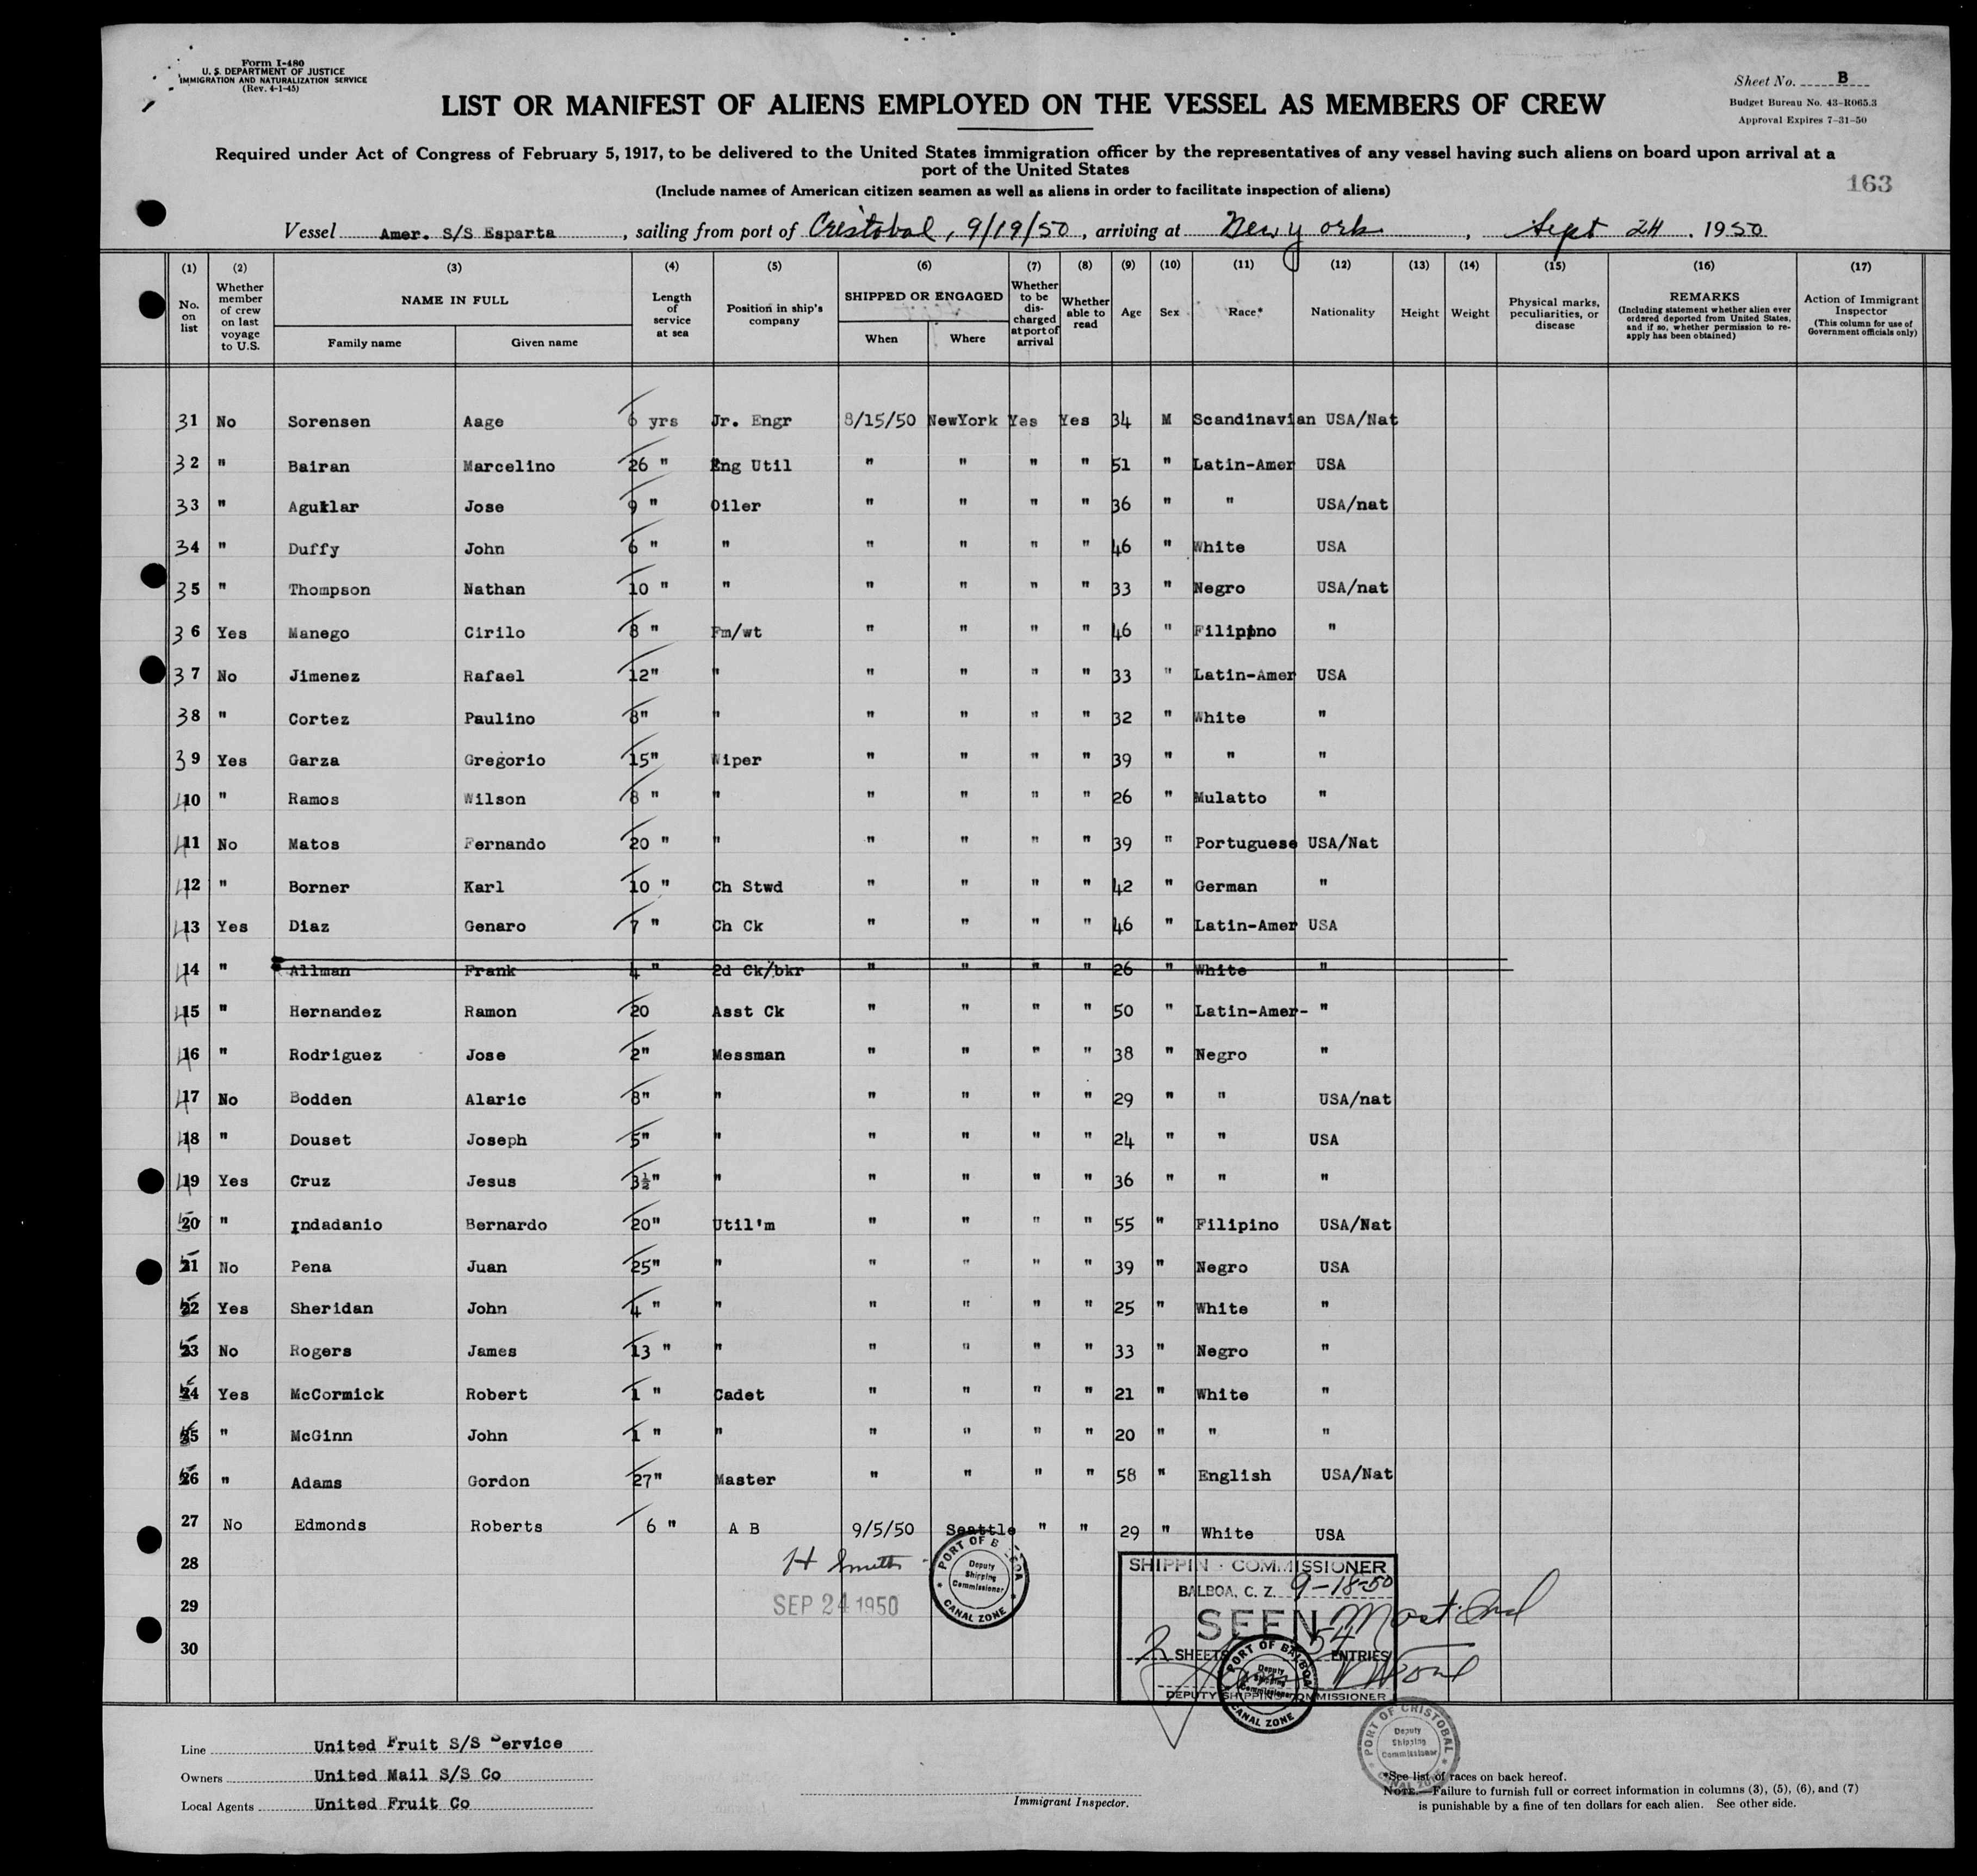 Form I-480
U. S. DEPARTMENT OF JUSTICE
IMMIGRATION AND NATURALIZATION SERVICE
(Rev. 4-1-45)
Sheet No. B
Budget Bureau No. 43-R065.3
Approval Expires 7-31-50
LIST OR MANIFEST OF ALIENS EMPLOYED ON THE VESSEL AS MEMBERS OF CREW
Required under Act of Congress of February 5, 1917, to be delivered to the United States immigration officer by the representatives of any vessel having such aliens on board upon arrival at a
port of the United States
(Include names of American citizen seamen as well as aliens in order to facilitate inspection of aliens)
163
Vessel Amer. S/S Esparta, sailing from port of Cristobal, 9/19/50, arriving at New York, Sept 24, 1950
(1) (2) (3) (4) (5) (6) (7) (8) (9) (10) (11) (12) (13) (14) (15) (16) (17)
No. on list
Whether member of crew on last voyage to U.S.
NAME IN FULL
Family name Given name
Length of service at sea
Position in ship's company
SHIPPED OR ENGAGED
When Where
Whether to be discharged at port of arrival
Whether able to read
Age Sex Race* Nationality Height Weight
Physical marks, peculiarities, or disease
REMARKS
(Including statement whether alien ever ordered deported from United States, and if so, whether permission to reapply has been obtained)
Action of Immigrant Inspector
(This column for use of Government officials only)
31 No Sorensen Aage 6 yrs Jr. Engr 8/15/50 NewYork Yes Yes 34 M Scandinavian USA/Nat
32 " Bairan Marcelino 26 " Eng Util " " " " 51 " Latin-Amer USA
33 " Aguilar Jose 9 " Oiler " " " " 36 " " USA/nat
34 " Duffy John 6 " " " " " " 46 " White USA
35 " Thompson Nathan 10 " " " " " " 33 " Negro USA/nat
36 Yes Manego Cirilo 8 " Fm/wt " " " " 46 " Filippno "
37 No Jimenez Rafael 12" " " " " " 33 " Latin-Amer USA
38 " Cortez Paulino 8" " " " " " 32 " White "
39 Yes Garza Gregorio 15" Wiper " " " " 39 " " "
40 " Ramos Wilson 8 " " " " " " 26 " Mulatto "
41 No Matos Fernando 20 " " " " " " 39 " Portuguese USA/Nat
42 " Borner Karl 10 " Ch Stwd " " " " 42 " German "
43 Yes Diaz Genaro 7 " Ch Ck " " " " 46 " Latin-Amer USA
44 " Allman Frank 4 " 2d Ck/bkr " " " " 26 " White "
45 " Hernandez Ramon 20 Asst Ck " " " " 50 " Latin-Amer- "
46 " Rodriguez Jose 2" Messman " " " " 38 " Negro "
47 No Bodden Alaric 8" " " " " " 29 " " USA/nat
48 " Douset Joseph 5" " " " " " 24 " " USA
49 Yes Cruz Jesus 3½" " " " " " 36 " " "
50 " Indadanio Bernardo 20" Util'm " " " " 55 " Filipino USA/Nat
51 No Pena Juan 25" " " " " " 39 " Negro USA
52 Yes Sheridan John 4 " " " " " " 25 " White "
53 No Rogers James 13 " " " " " " 33 " Negro "
54 Yes McCormick Robert 1 " Cadet " " " " 21 " White "
55 " McGinn John 1 " " " " " " 20 " " "
56 " Adams Gordon 27" Master " " " " 58 " English USA/Nat
27 No Edmonds Roberts 6 " A B 9/5/50 Seattle " " 29 " White USA
28
29
30
H Smith
SEP 24 1950
PORT OF BALBOA
Deputy Shipping Commissioner
CANAL ZONE
SHIPPING COMMISSIONER
BALBOA, C. Z. 9-18-50
SEEN
2 SHEETS 54 ENTRIES
DEPUTY SHIPPING COMMISSIONER
PORT OF BALBOA
Deputy Shipping Commissioner
CANAL ZONE
PORT OF CRISTOBAL
Deputy Shipping Commissioner
CANAL ZONE
Line United Fruit S/S Service
Owners United Mail S/S Co
Local Agents United Fruit Co
Immigrant Inspector.
*See list of races on back hereof.
NOTE.—Failure to furnish full or correct information in columns (3), (5), (6), and (7)
is punishable by a fine of ten dollars for each alien. See other side.